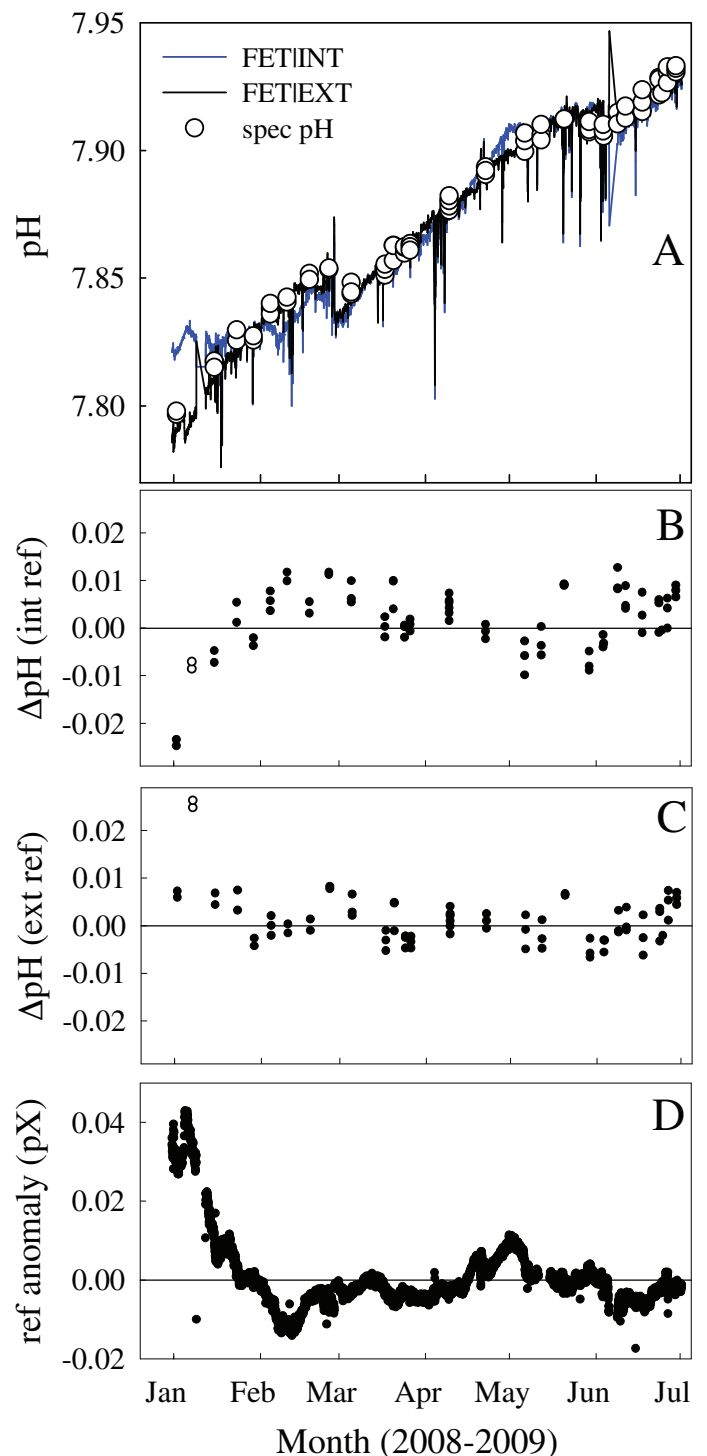 7.95
FET|INT
FET|EXT
spec pH
7.90
pH
A
7.85
7.80
B
0.02
0.01
0.00
-0.01
-0.02
ΔpH (int ref)
C
0.02
0.01
0.00
-0.01
-0.02
ΔpH (ext ref)
D
0.04
0.02
0.00
-0.02
ref anomaly (pX)
Jan Feb Mar Apr May Jun Jul
Month (2008-2009)